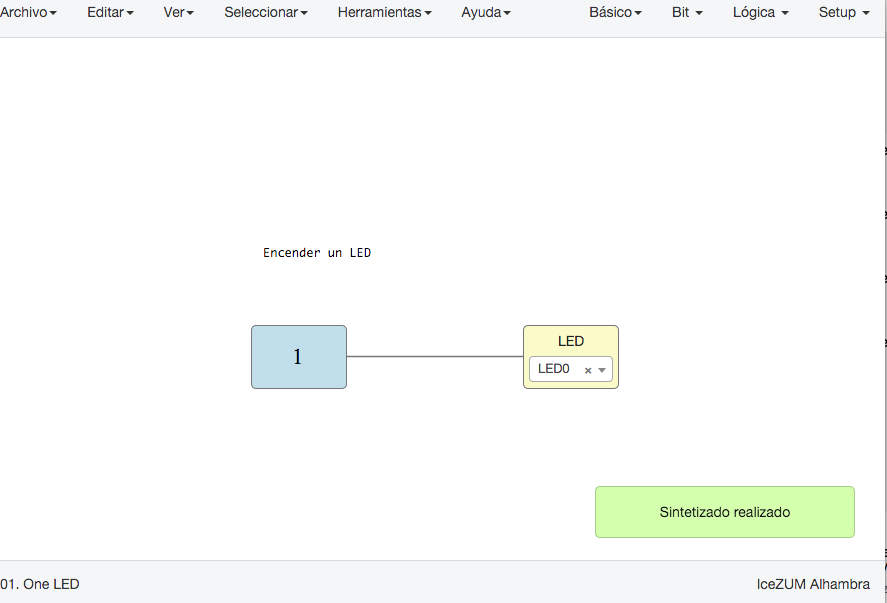 Archivo Editar Ver Seleccionar Herramientas Ayuda Básico Bit Lógica Setup
Encender un LED
1
LED
LED0 ×
Sintetizado realizado
01. One LED IceZUM Alhambra